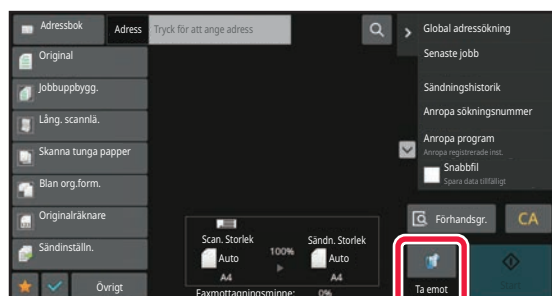 Adressbok
Adress
Tryck för att ange adress
Original
Jobbuppbygg.
Lång. scannlä.
Skanna tunga papper
Blan org.form.
Originalräknare
Sändinställn.
Övrigt
Scan. Storlek
Auto
A4
100%
Sändn. Storlek
Auto
A4
Faxmottagningsminne: 0%
Global adressökning
Senaste jobb
Sändningshistorik
Anropa sökningsnummer
Anropa program
Anropa registrerade inst.
Snabbfil
Spara data tillfälligt
Förhandsgr.
CA
Ta emot
Start